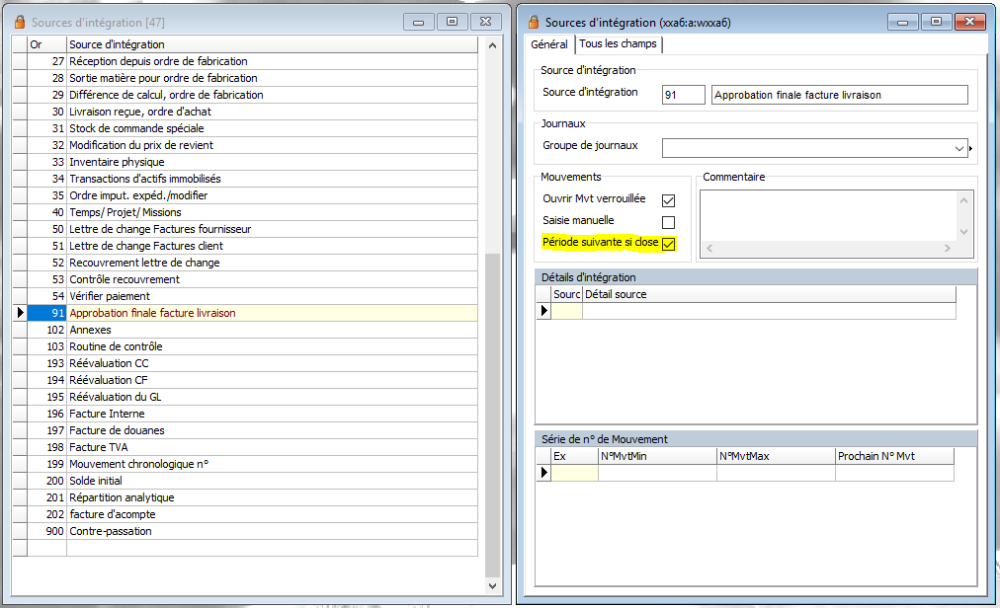 Sources d'intégration [47]
Or Source d'intégration
27 Réception depuis ordre de fabrication
28 Sortie matière pour ordre de fabrication
29 Différence de calcul, ordre de fabrication
30 Livraison reçue, ordre d'achat
31 Stock de commande spéciale
32 Modification du prix de revient
33 Inventaire physique
34 Transactions d'actifs immobilisés
35 Ordre imput. expéd./modifier
40 Temps/ Projet/ Missions
50 Lettre de change Factures fournisseur
51 Lettre de change Factures client
52 Recouvrement lettre de change
53 Contrôle recouvrement
54 Vérifier paiement
91 Approbation finale facture livraison
102 Annexes
103 Routine de contrôle
193 Réévaluation CC
194 Réévaluation CF
195 Réévaluation du GL
196 Facture Interne
197 Facture de douanes
198 Facture TVA
199 Mouvement chronologique n°
200 Solde initial
201 Répartition analytique
202 facture d'acompte
900 Contre-passation
Sources d'intégration (xxa6:a:wxxa6)
Général Tous les champs
Source d'intégration
Source d'intégration 91 Approbation finale facture livraison
Journaux
Groupe de journaux
Mouvements
Ouvrir Mvt verrouillée
Saisie manuelle
Période suivante si close
Commentaire
Détails d'intégration
Sourc Détail source
Série de n° de Mouvement
Ex N°MvtMin N°MvtMax Prochain N° Mvt